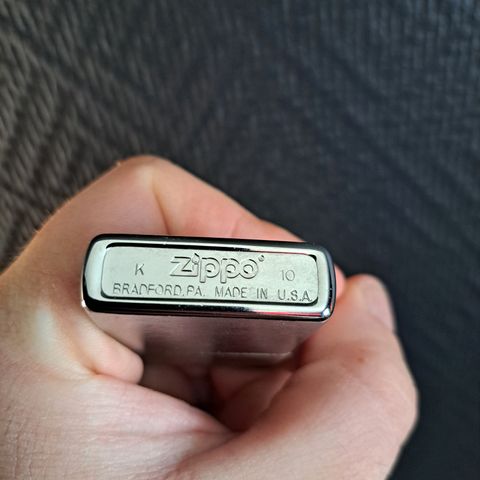 K Zippo® 10
BRADFORD,PA. MADE IN U.S.A.